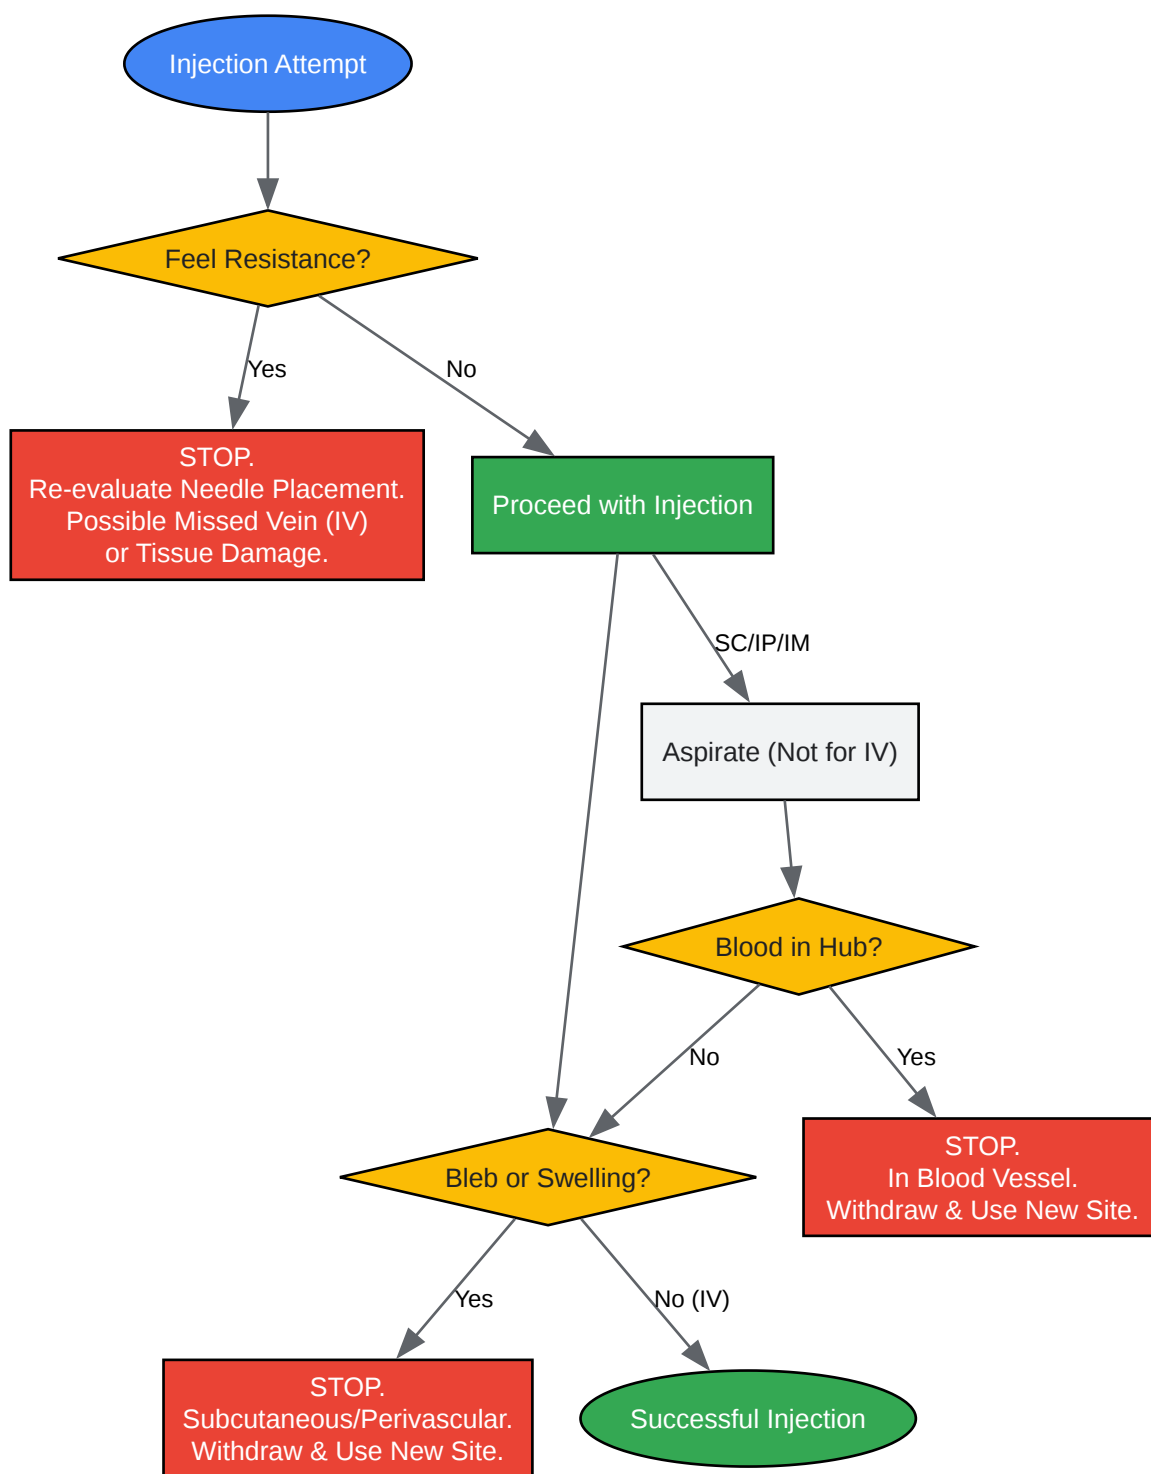 Injection Attempt
Feel Resistance?
Yes
No
STOP.
Re-evaluate Needle Placement.
Possible Missed Vein (IV)
or Tissue Damage.
Proceed with Injection
SC/IP/IM
Aspirate (Not for IV)
Blood in Hub?
No
Yes
STOP.
In Blood Vessel.
Withdraw & Use New Site.
Bleb or Swelling?
Yes
No (IV)
STOP.
Subcutaneous/Perivascular.
Withdraw & Use New Site.
Successful Injection